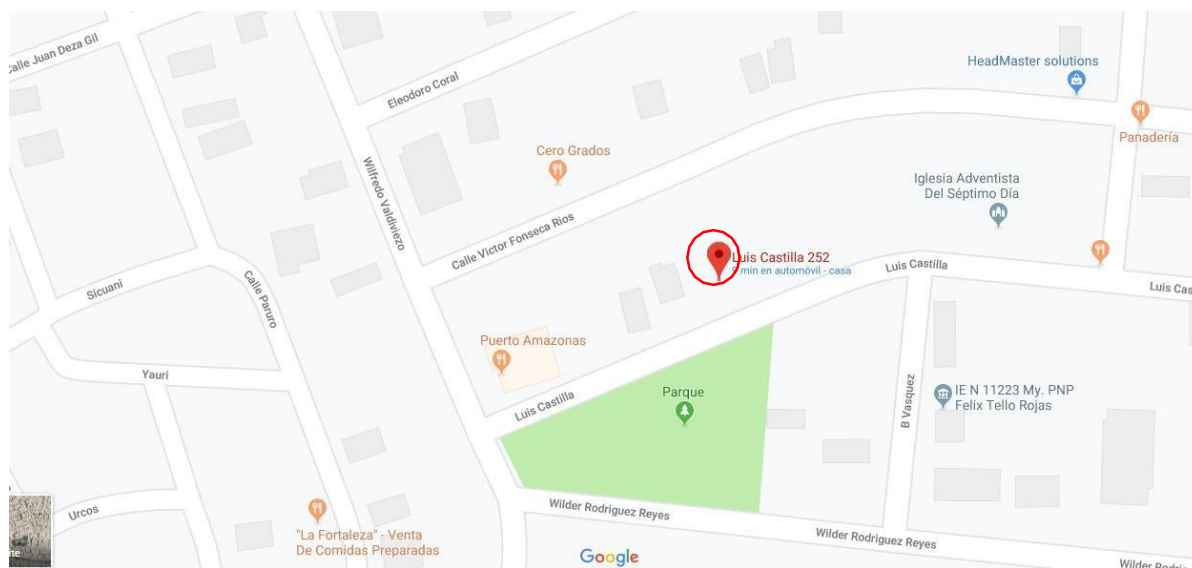 Calle Juan Deza Gil
Eleodoro Coral
HeadMaster solutions
Panadería
Cero Grados
Iglesia Adventista
Del Séptimo Día
Wilfredo Valdiviezo
Calle Victor Fonseca Rios
Luis Castilla 252
min en automóvil - casa
Luis Castilla
Luis Cas
Sicuani
Calle Paruro
Puerto Amazonas
Yauri
Parque
Luis Castilla
B Vasquez
IE N 11223 My. PNP
Felix Tello Rojas
Urcos
Wilder Rodriguez Reyes
"La Fortaleza" - Venta
De Comidas Preparadas
Wilder Rodriguez Reyes
Google
Wilder